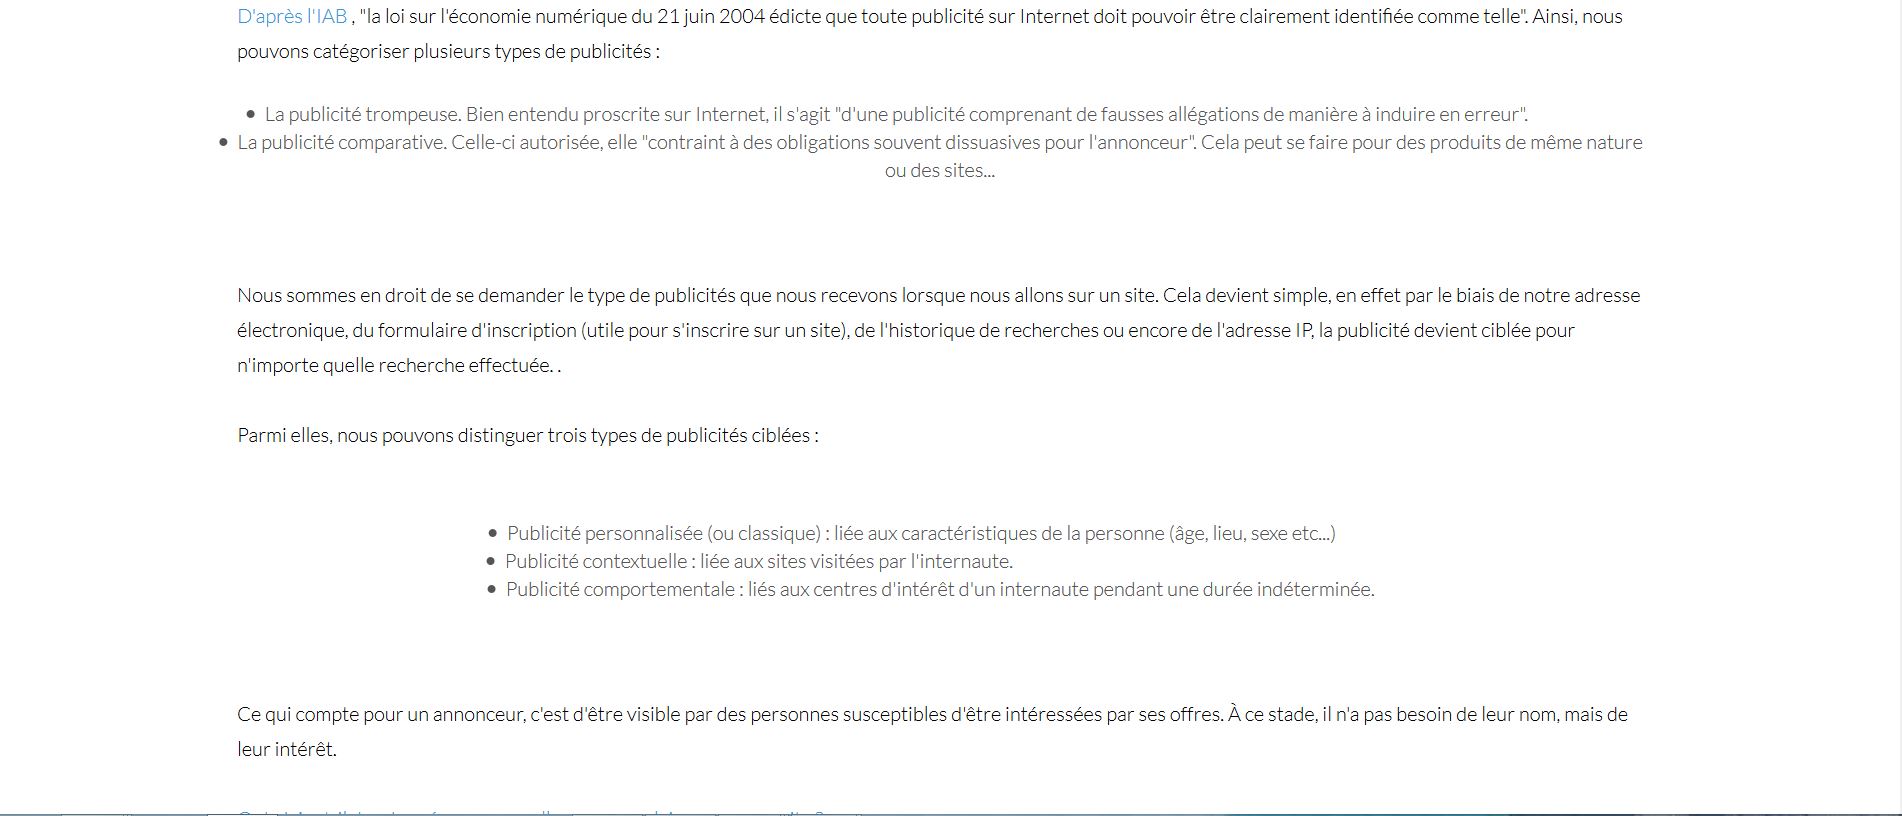 D'après l'IAB , "la loi sur l'économie numérique du 21 juin 2004 édicte que toute publicité sur Internet doit pouvoir être clairement identifiée comme telle". Ainsi, nous
pouvons catégoriser plusieurs types de publicités :
• La publicité trompeuse. Bien entendu proscrite sur Internet, il s'agit "d'une publicité comprenant de fausses allégations de manière à induire en erreur".
• La publicité comparative. Celle-ci autorisée, elle "contraint à des obligations souvent dissuasives pour l'annonceur". Cela peut se faire pour des produits de même nature
ou des sites...
Nous sommes en droit de se demander le type de publicités que nous recevons lorsque nous allons sur un site. Cela devient simple, en effet par le biais de notre adresse
électronique, du formulaire d'inscription (utile pour s'inscrire sur un site), de l'historique de recherches ou encore de l'adresse IP, la publicité devient ciblée pour
n'importe quelle recherche effectuée. .
Parmi elles, nous pouvons distinguer trois types de publicités ciblées :
• Publicité personnalisée (ou classique) : liée aux caractéristiques de la personne (âge, lieu, sexe etc...)
• Publicité contextuelle : liée aux sites visitées par l'internaute.
• Publicité comportementale : liés aux centres d'intérêt d'un internaute pendant une durée indéterminée.
Ce qui compte pour un annonceur, c'est d'être visible par des personnes susceptibles d'être intéressées par ses offres. À ce stade, il n'a pas besoin de leur nom, mais de
leur intérêt.